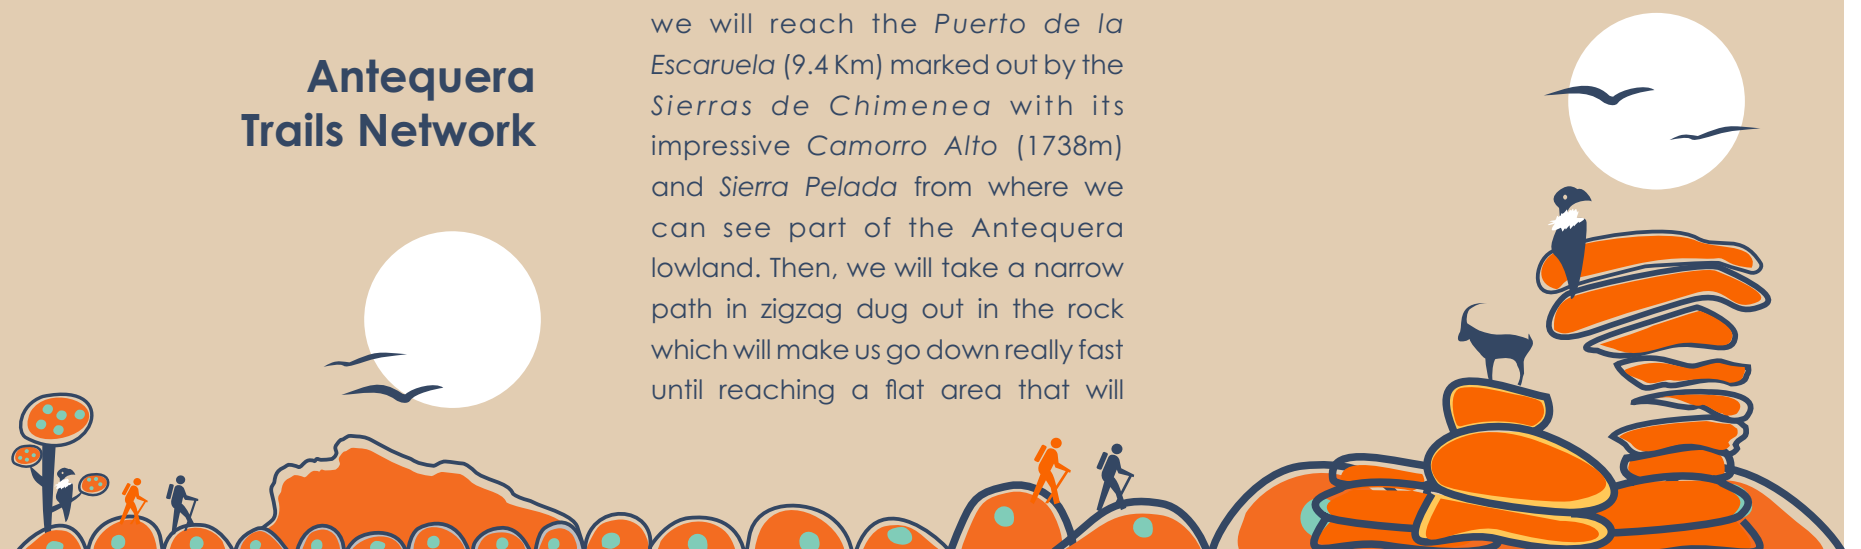 Antequera
Trails Network
we will reach the Puerto de la
Escaruela (9.4 Km) marked out by the
Sierras de Chimenea with its
impressive Camorro Alto (1738m)
and Sierra Pelada from where we
can see part of the Antequera
lowland. Then, we will take a narrow
path in zigzag dug out in the rock
which will make us go down really fast
until reaching a flat area that will